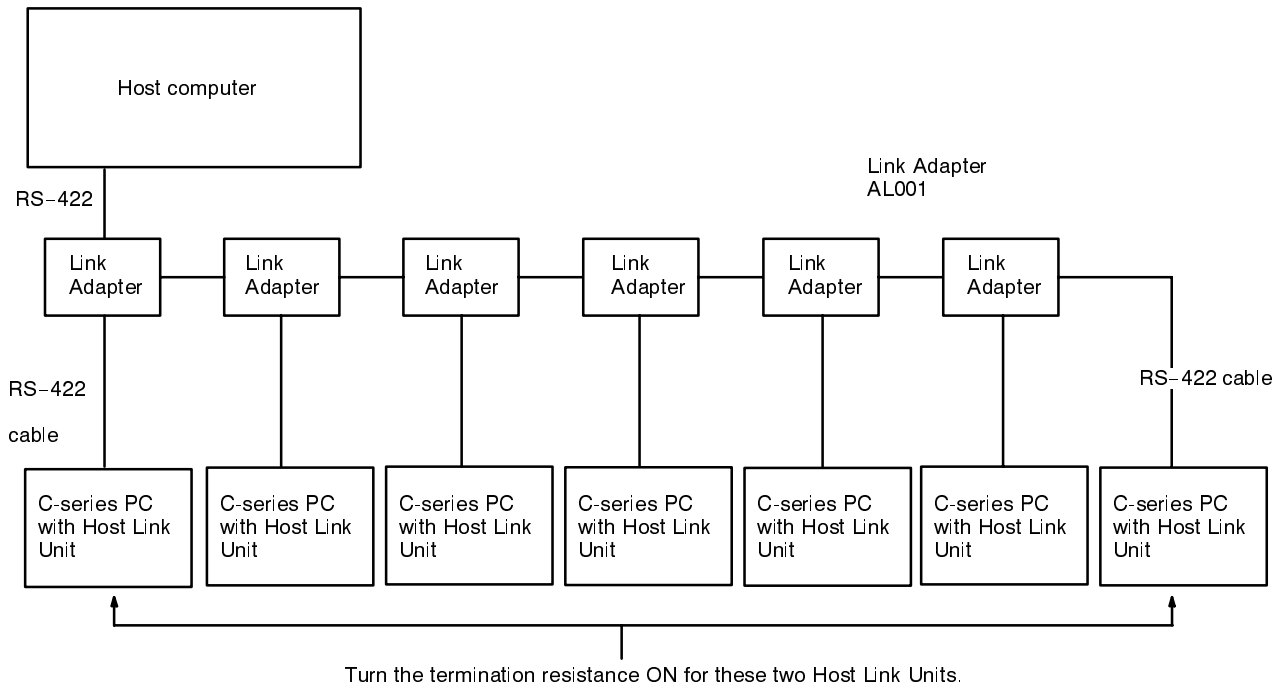 Host computer
Link Adapter
AL001
RS-422
Link
Adapter
Link
Adapter
Link
Adapter
Link
Adapter
Link
Adapter
Link
Adapter
RS-422
cable
RS-422 cable
C-series PC
with Host Link
Unit
C-series PC
with Host Link
Unit
C-series PC
with Host Link
Unit
C-series PC
with Host Link
Unit
C-series PC
with Host Link
Unit
C-series PC
with Host Link
Unit
C-series PC
with Host Link
Unit
Turn the termination resistance ON for these two Host Link Units.